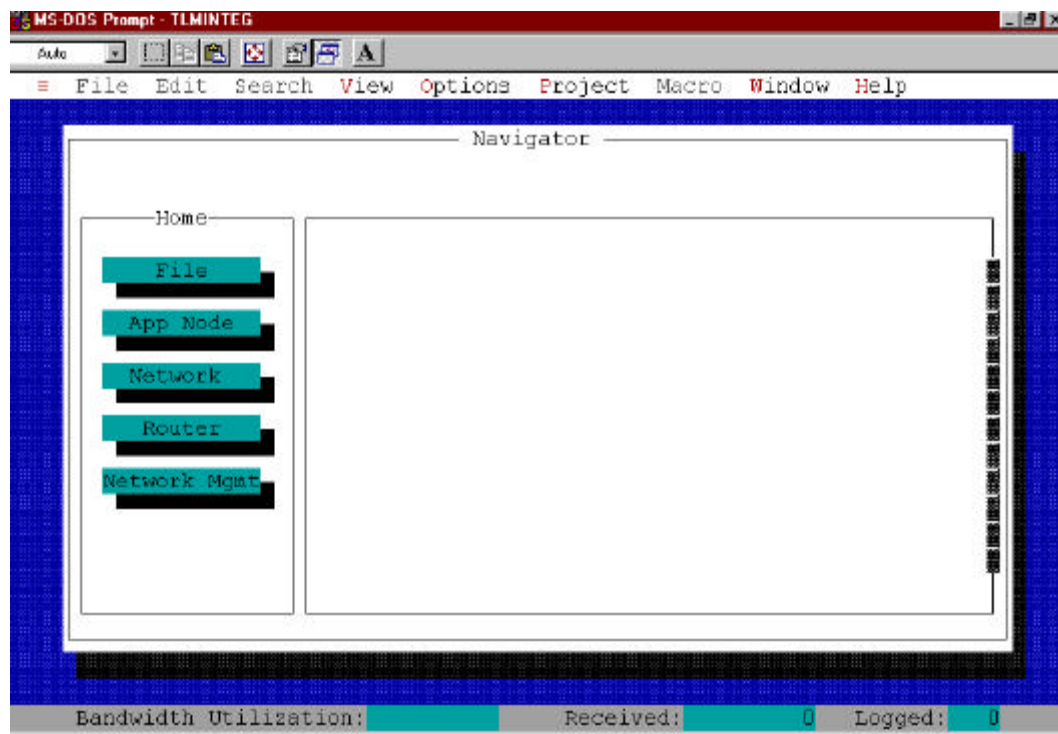 MS-DOS Prompt - TLMINTEG
Auto A
≡ File Edit Search View Options Project Macro Window Help
Navigator
Home
File
App Node
Network
Router
Network Mgmt
Bandwidth Utilization: Received: 0 Logged: 0